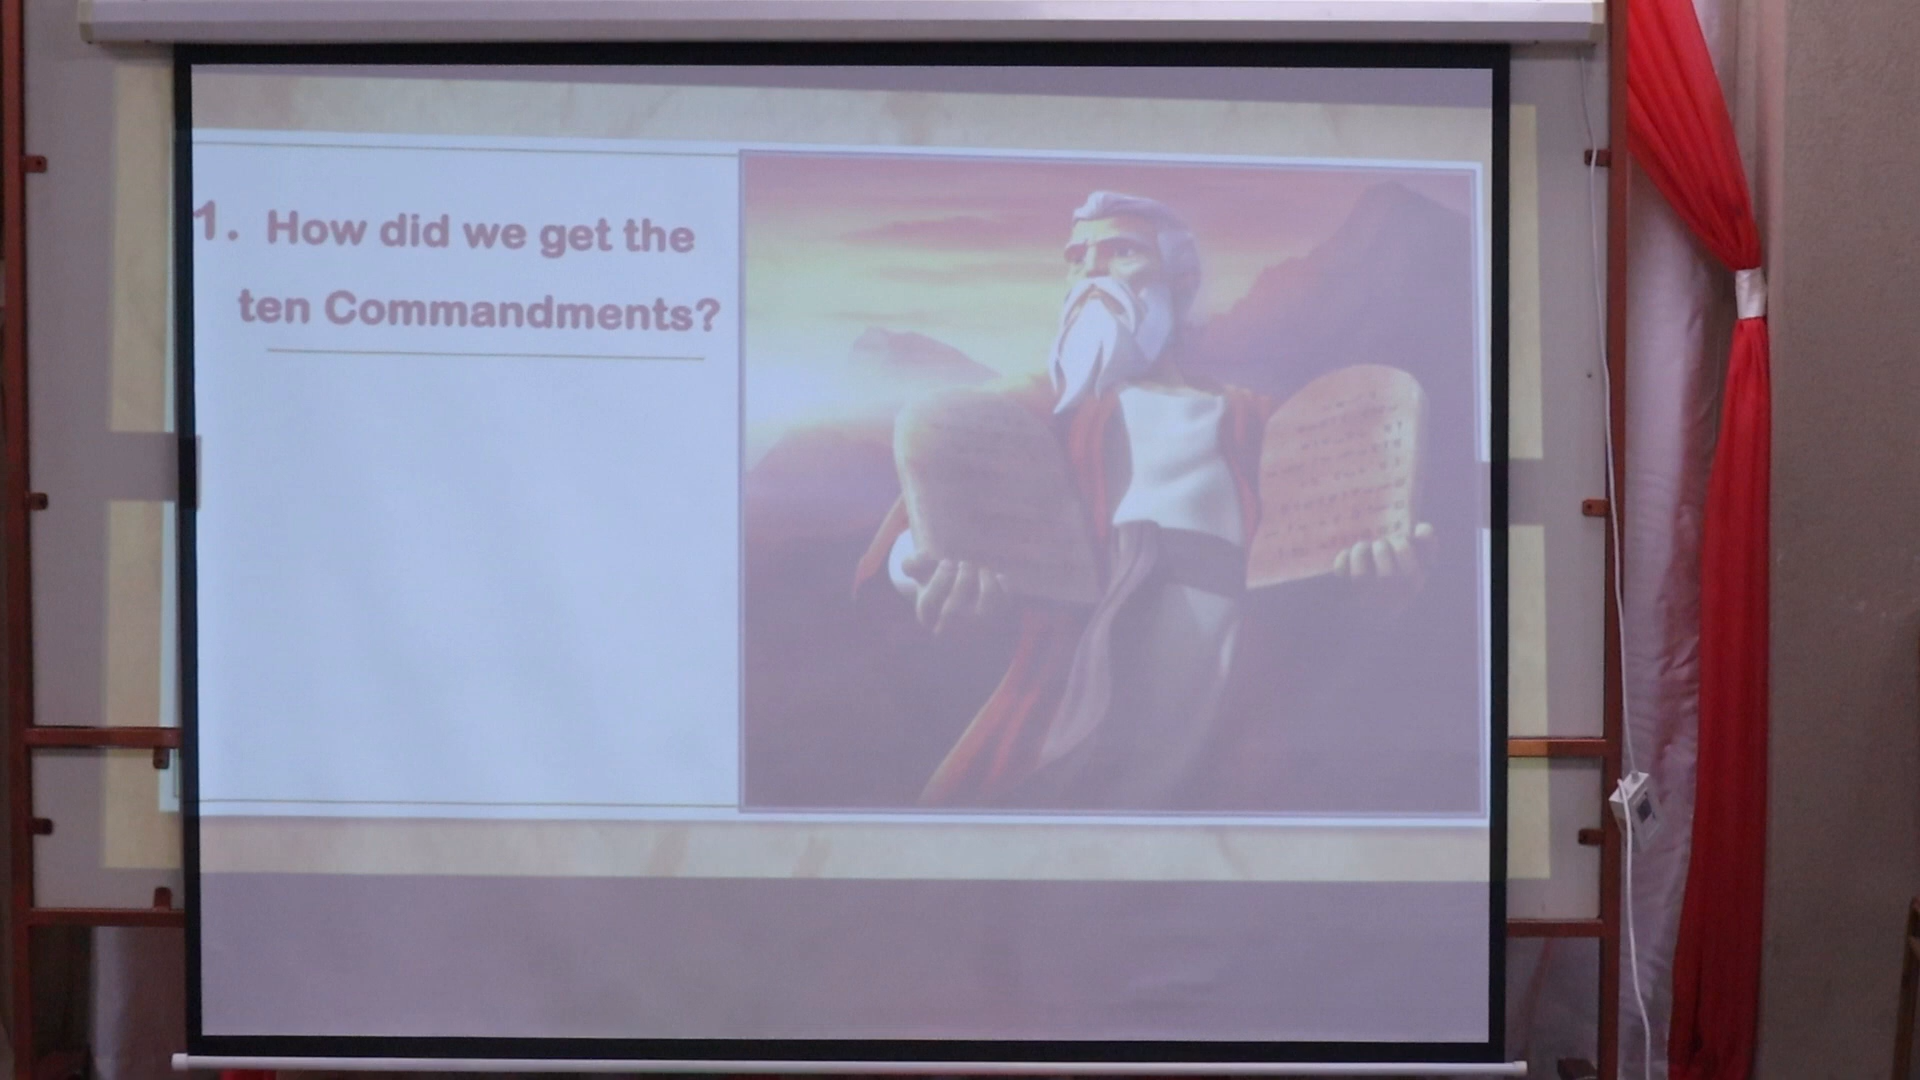 1. How did we get the
ten Commandments?